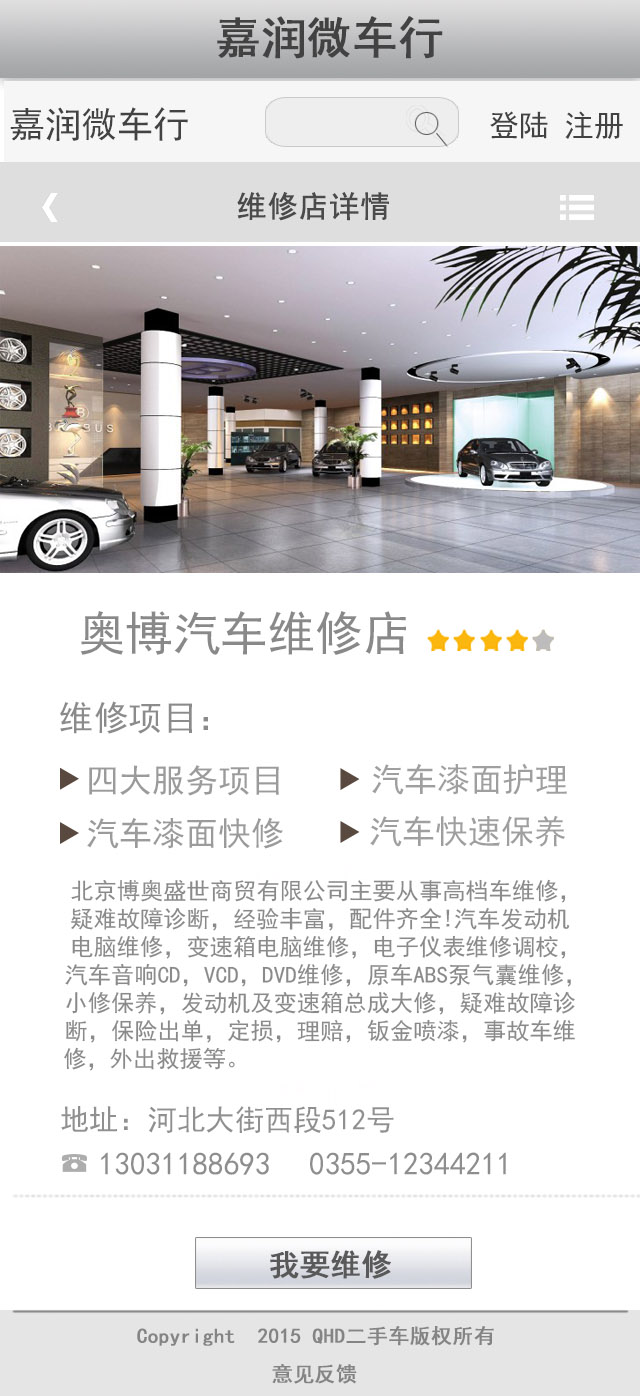 嘉润微车行
嘉润微车行 登陆 注册
维修店详情
奥博汽车维修店
维修项目：
四大服务项目 汽车漆面护理
汽车漆面快修 汽车快速保养
北京博奥盛世商贸有限公司主要从事高档车维修，
疑难故障诊断，经验丰富，配件齐全!汽车发动机
电脑维修，变速箱电脑维修，电子仪表维修调校，
汽车音响CD，VCD，DVD维修，原车ABS泵气囊维修，
小修保养，发动机及变速箱总成大修，疑难故障诊
断，保险出单，定损，理赔，钣金喷漆，事故车维
修，外出救援等。
地址：河北大街西段512号
13031188693 0355-12344211
我要维修
Copyright 2015 QHD二手车版权所有
意见反馈